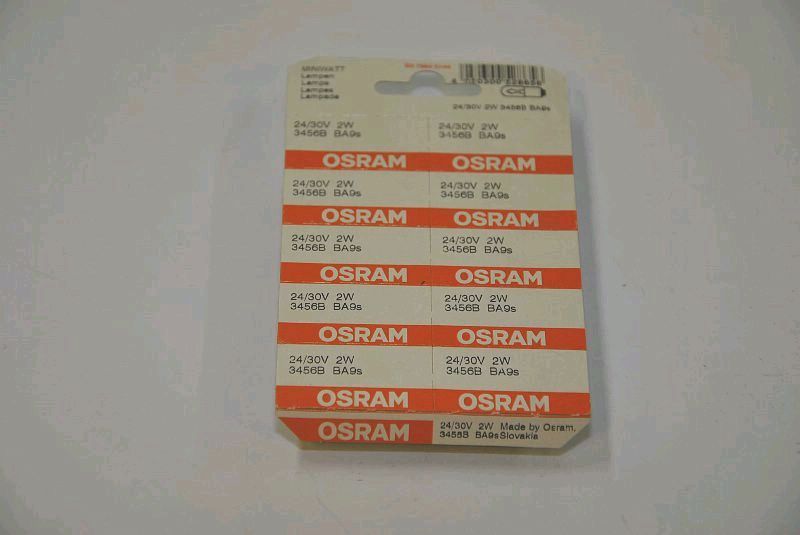 MINIWATT
Lampen
Lamps
Lampes
Lampade
24/30V 2W 3456B BA9s
24/30V 2W
3456B BA9s
OSRAM
24/30V 2W
3456B BA9s
OSRAM
24/30V 2W
3456B BA9s
OSRAM
24/30V 2W
3456B BA9s
OSRAM
24/30V 2W
3456B BA9s
OSRAM
24/30V 2W
3456B BA9s
OSRAM
24/30V 2W
3456B BA9s
OSRAM
24/30V 2W
3456B BA9s
OSRAM
24/30V 2W
3456B BA9s
OSRAM
24/30V 2W
3456B BA9s
OSRAM
OSRAM
24/30V 2W Made by Osram,
3456B BA9s Slovakia